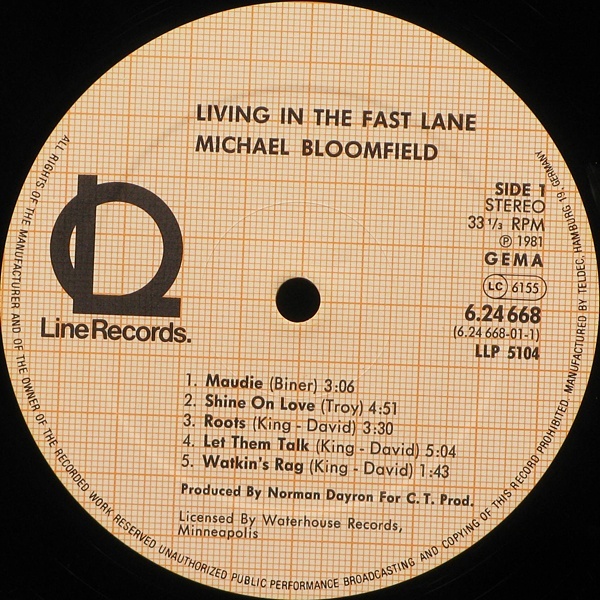 LIVING IN THE FAST LANE
MICHAEL BLOOMFIELD
SIDE 1
STEREO
33 1/3 RPM
Ⓟ 1981
GEMA
LC 6155
6.24668
(6.24 668-01-1)
LLP 5104
Line Records.
1. Maudie (Biner) 3:06
2. Shine On Love (Troy) 4:51
3. Roots (King - David) 3:30
4. Let Them Talk (King - David) 5:04
5. Watkin's Rag (King - David) 1:43
Produced By Norman Dayron For C. T. Prod.
Licensed By Waterhouse Records,
Minneapolis
ALL RIGHTS OF THE MANUFACTURER AND OF THE OWNER OF THE RECORDED WORK RESERVED UNAUTHORIZED PUBLIC PERFORMANCE BROADCASTING AND COPYING OF THIS RECORD PROHIBITED. MANUFACTURED BY TELDEC, HAMBURG 19, GERMANY